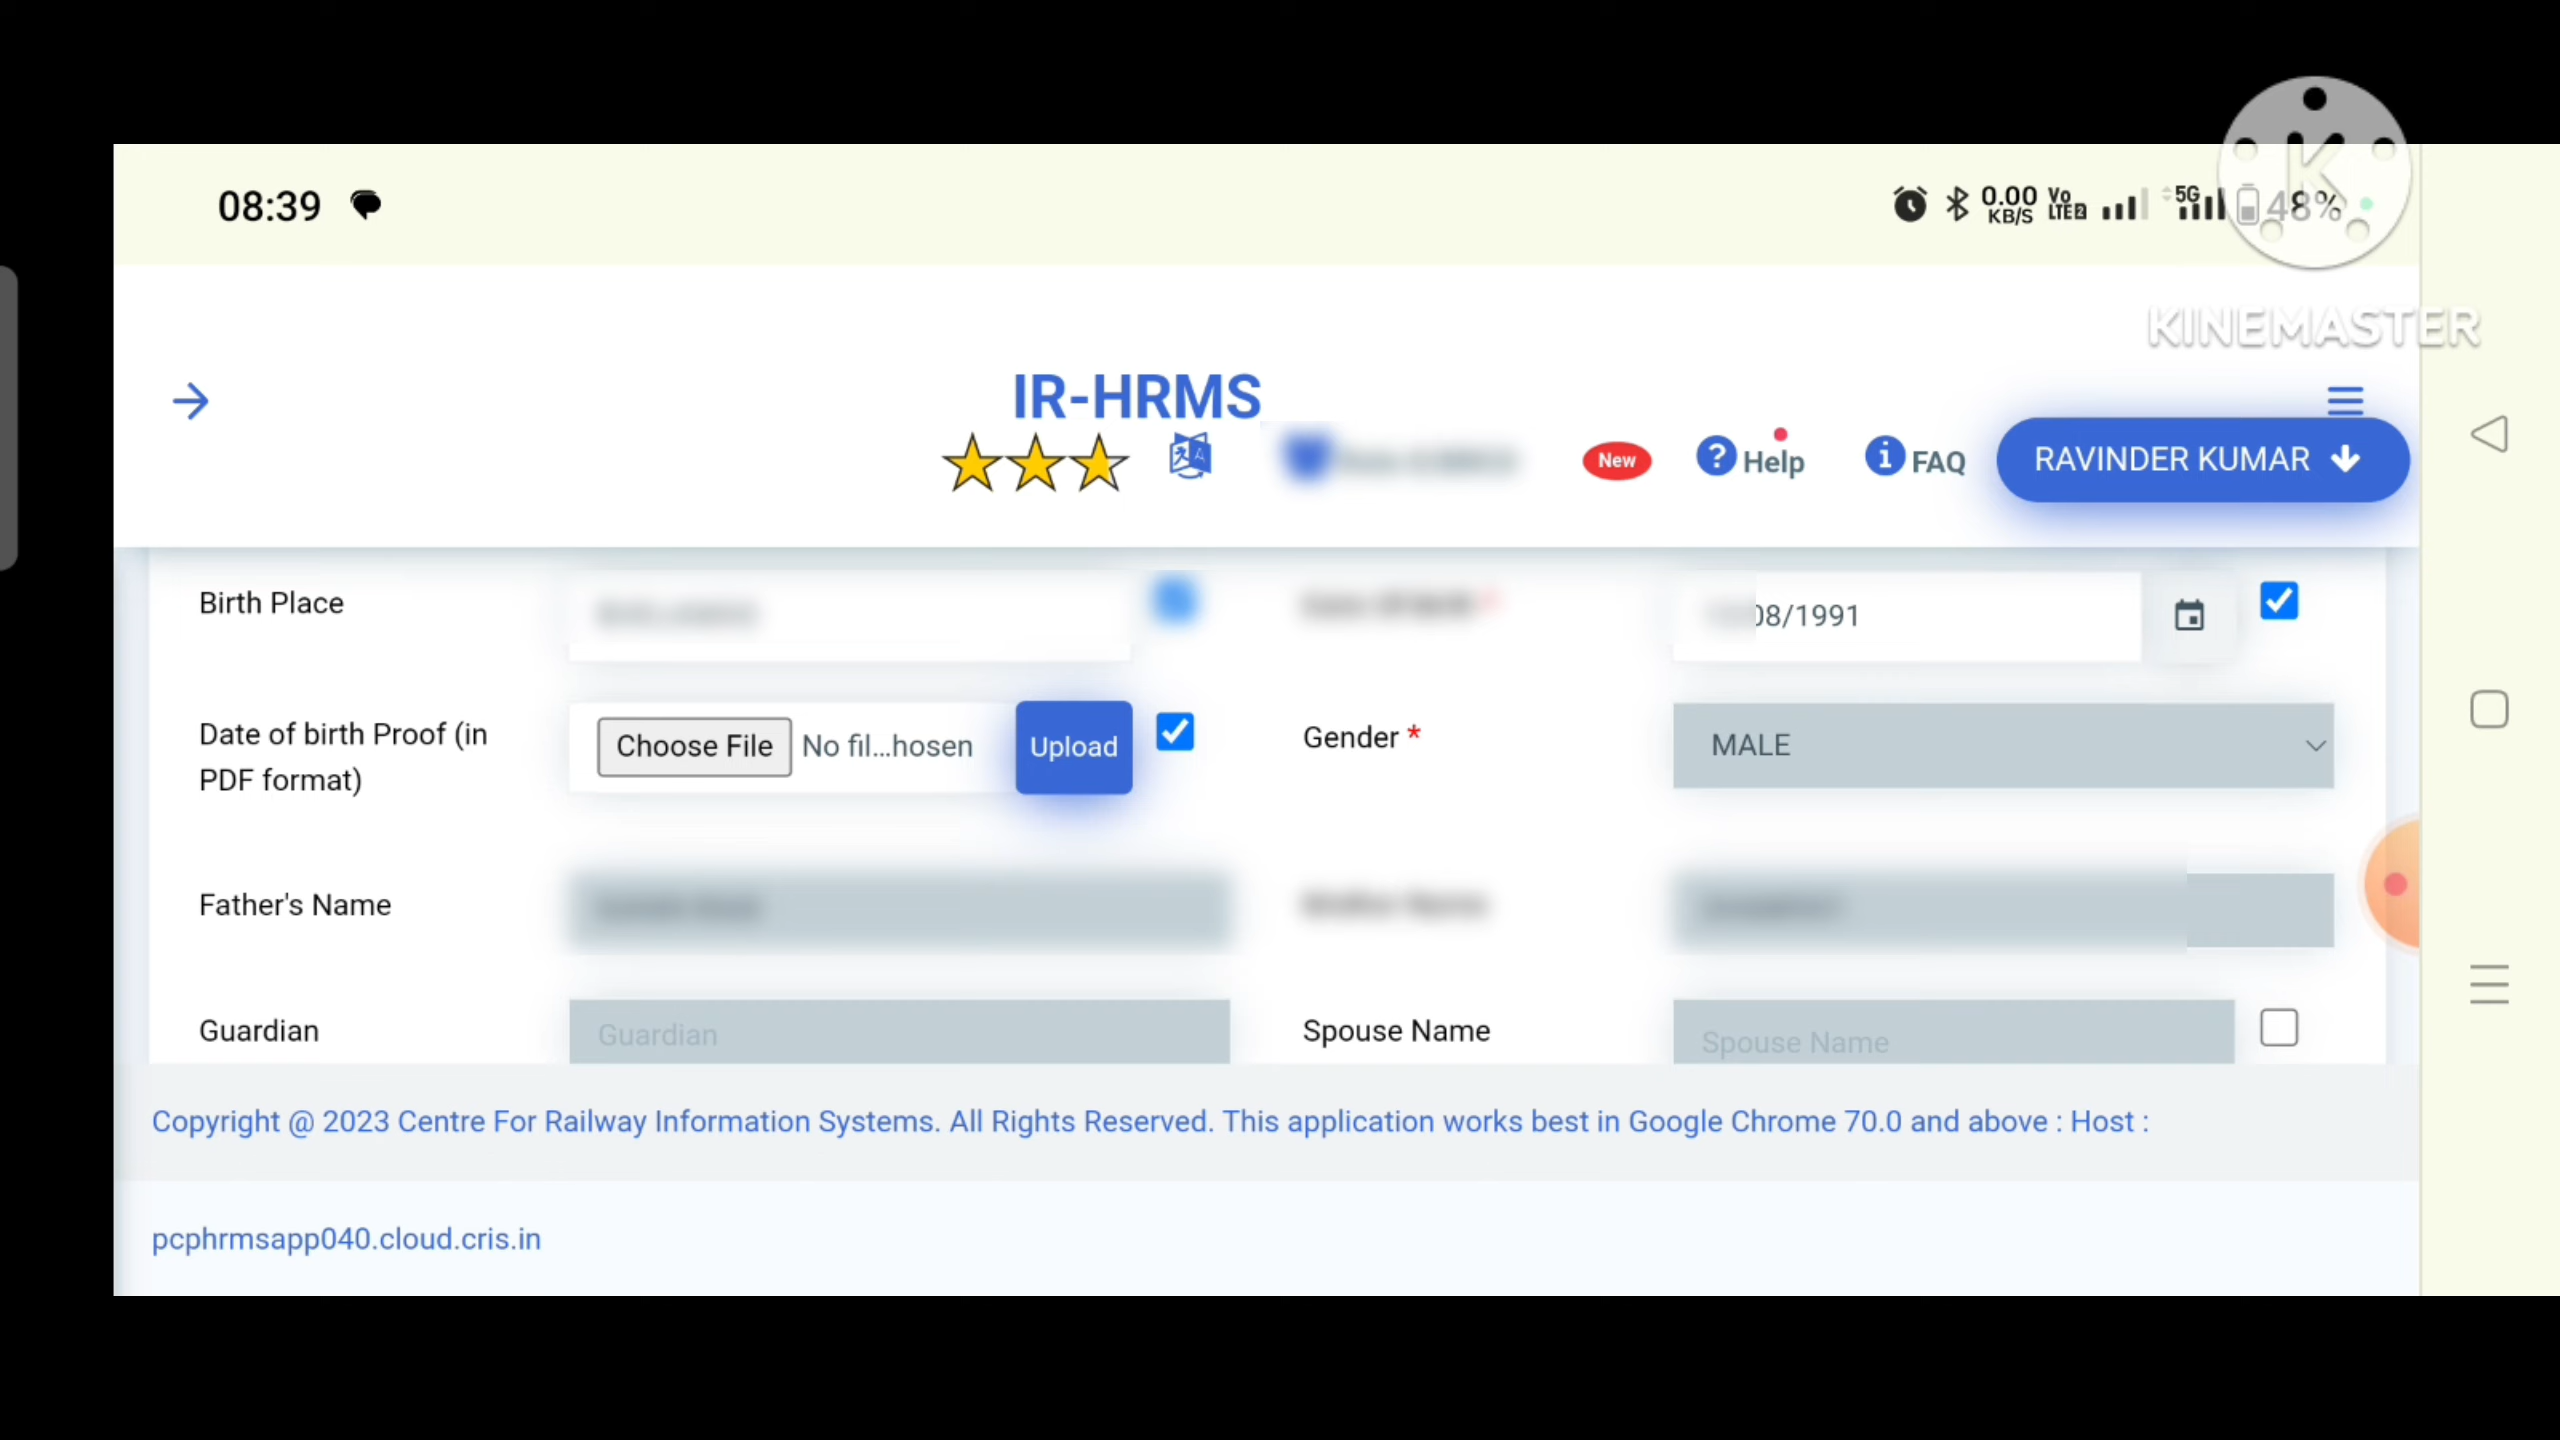 08:39 0.00 KB/S Vo LTE2 5G 48%
KINEMASTER
IR-HRMS
New Help FAQ RAVINDER KUMAR
Birth Place 08/1991
Date of birth Proof (in Choose File No fil...hosen Upload Gender * MALE
PDF format)
Father's Name
Guardian Guardian Spouse Name Spouse Name
Copyright @ 2023 Centre For Railway Information Systems. All Rights Reserved. This application works best in Google Chrome 70.0 and above : Host :
pcphrmsapp040.cloud.cris.in